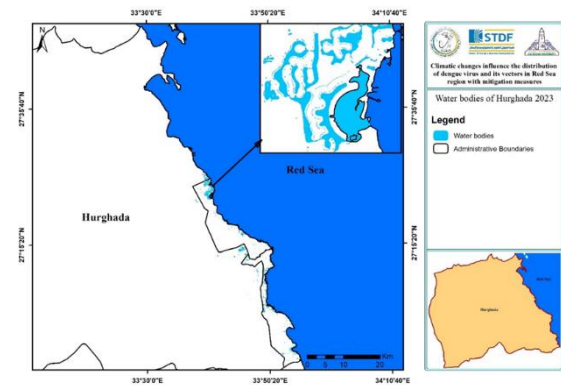 33°30'0"E 33°50'20"E 34°10'40"E
N
27°35'40"N
27°35'40"N
Red Sea
Hurghada
27°15'20"N
27°15'20"N
0 5 10 20
Km
33°30'0"E 33°50'20"E 34°10'40"E
STDF
Climatic changes influence the distribution
of dengue virus and its vectors in Red Sea
region with mitigation measures
Water bodies of Hurghada 2023
Legend
Water bodies
Administrative Boundaries
Red Sea
Hurghada